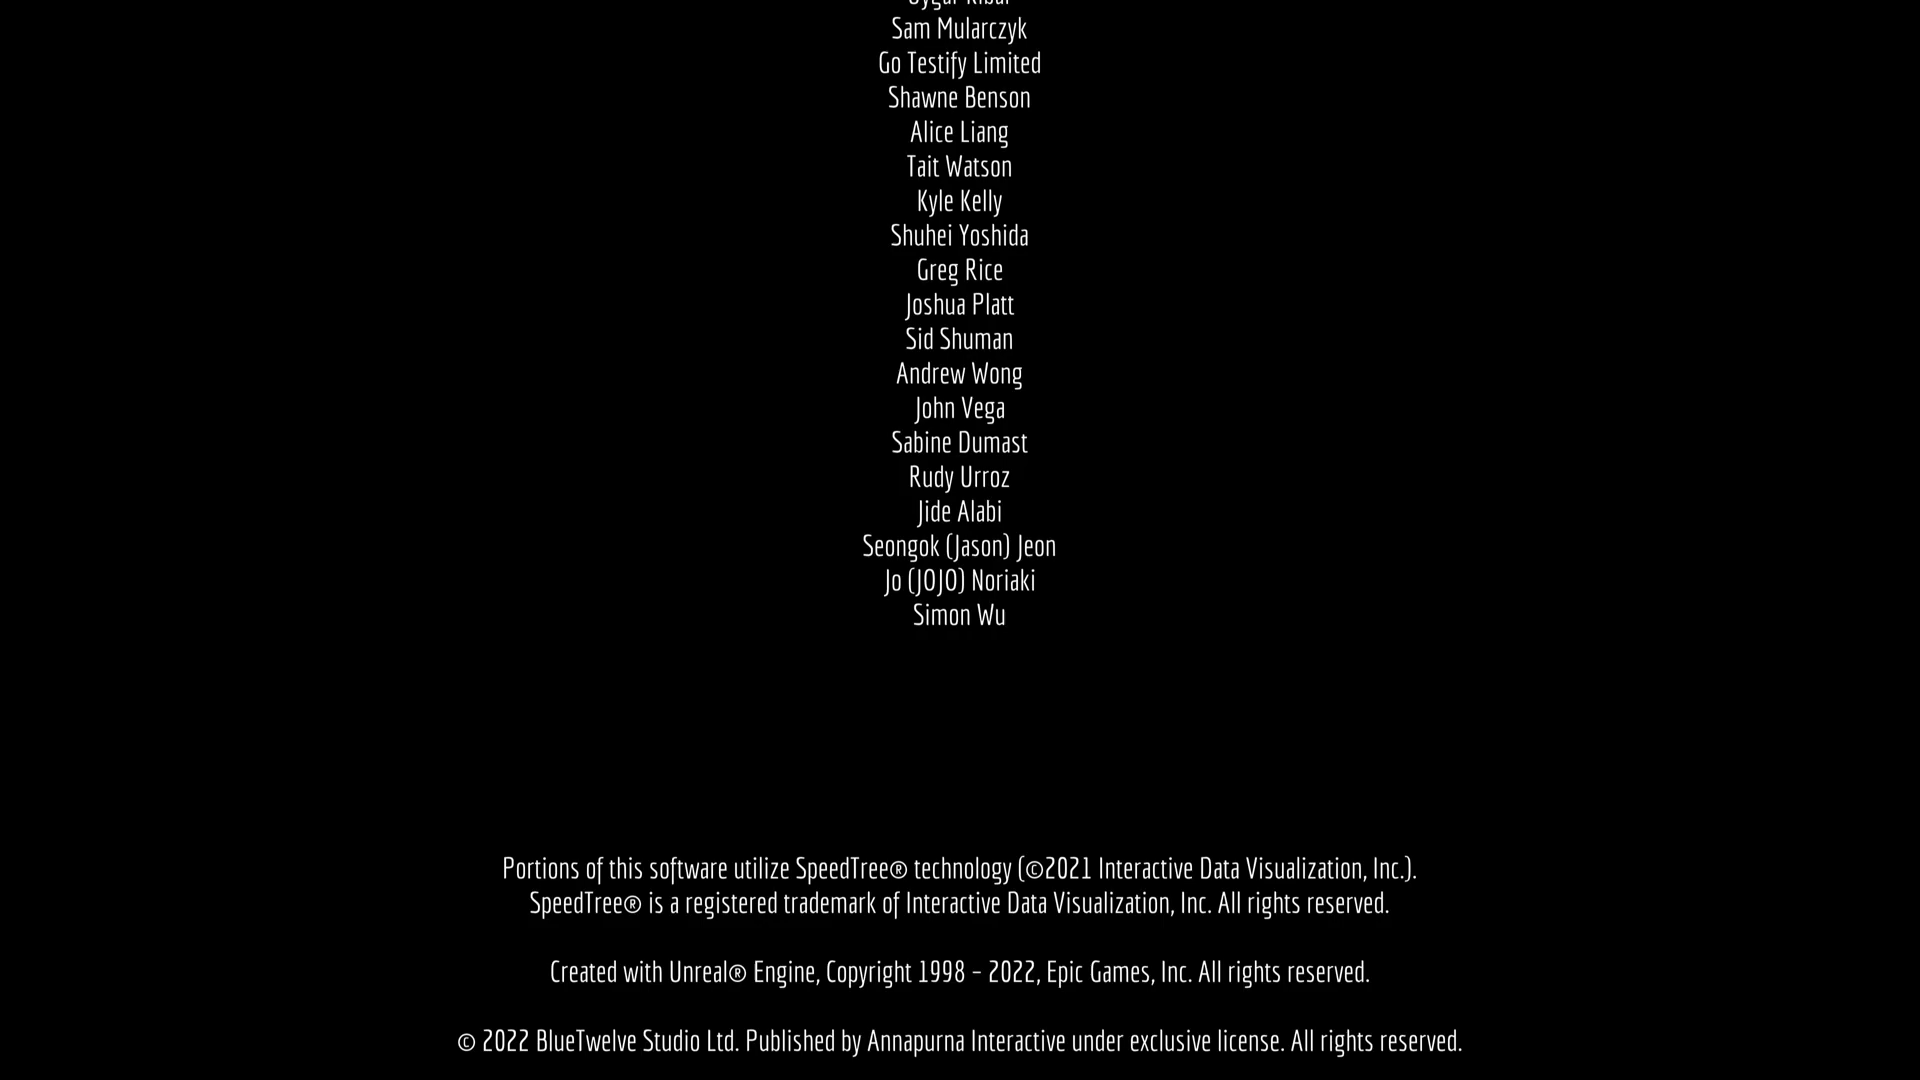 Sam Mularczyk
Go Testify Limited
Shawne Benson
Alice Liang
Tait Watson
Kyle Kelly
Shuhei Yoshida
Greg Rice
Joshua Platt
Sid Shuman
Andrew Wong
John Vega
Sabine Dumast
Rudy Urroz
Jide Alabi
Seongok (Jason) Jeon
Jo (JOJO) Noriaki
Simon Wu
Portions of this software utilize SpeedTree® technology (©2021 Interactive Data Visualization, Inc.).
SpeedTree® is a registered trademark of Interactive Data Visualization, Inc. All rights reserved.
Created with Unreal® Engine, Copyright 1998 – 2022, Epic Games, Inc. All rights reserved.
© 2022 BlueTwelve Studio Ltd. Published by Annapurna Interactive under exclusive license. All rights reserved.